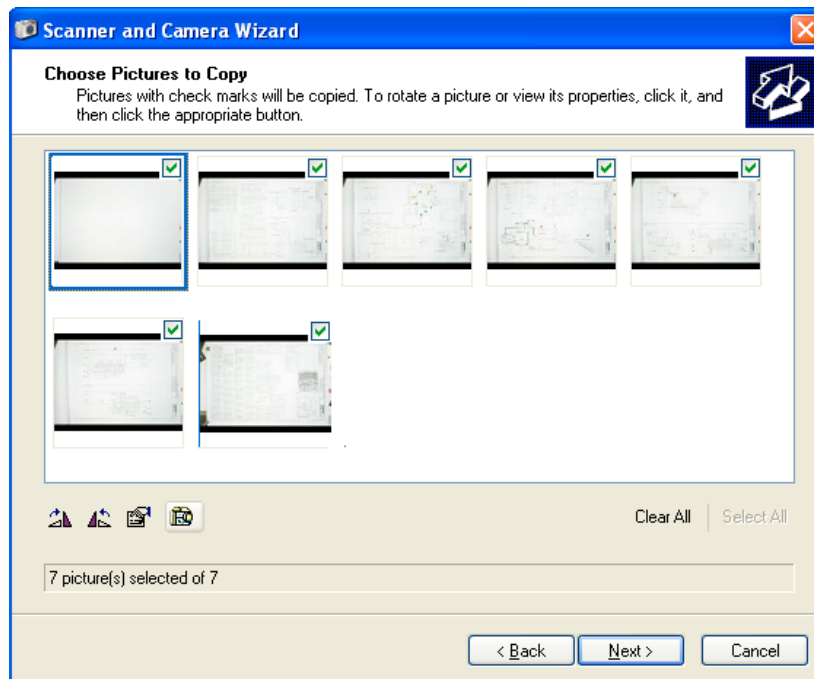 Scanner and Camera Wizard
Choose Pictures to Copy
Pictures with check marks will be copied. To rotate a picture or view its properties, click it, and
then click the appropriate button.
Clear All
Select All
7 picture(s) selected of 7
< Back
Next >
Cancel